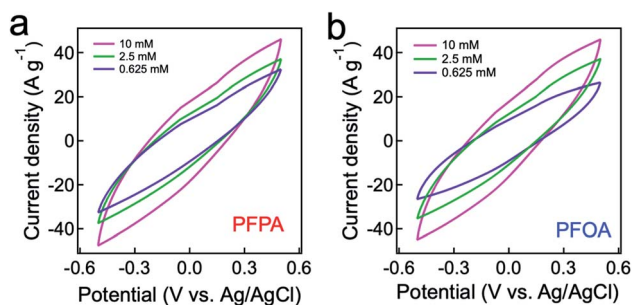 a
10 mM
2.5 mM
0.625 mM
40
20
0
-20
-40
Current density (A g⁻¹)
PFPA
-0.6 -0.3 0.0 0.3 0.6
Potential (V vs. Ag/AgCl)
b
10 mM
2.5 mM
0.625 mM
40
20
0
-20
-40
Current density (A g⁻¹)
PFOA
-0.6 -0.3 0.0 0.3 0.6
Potential (V vs. Ag/AgCl)